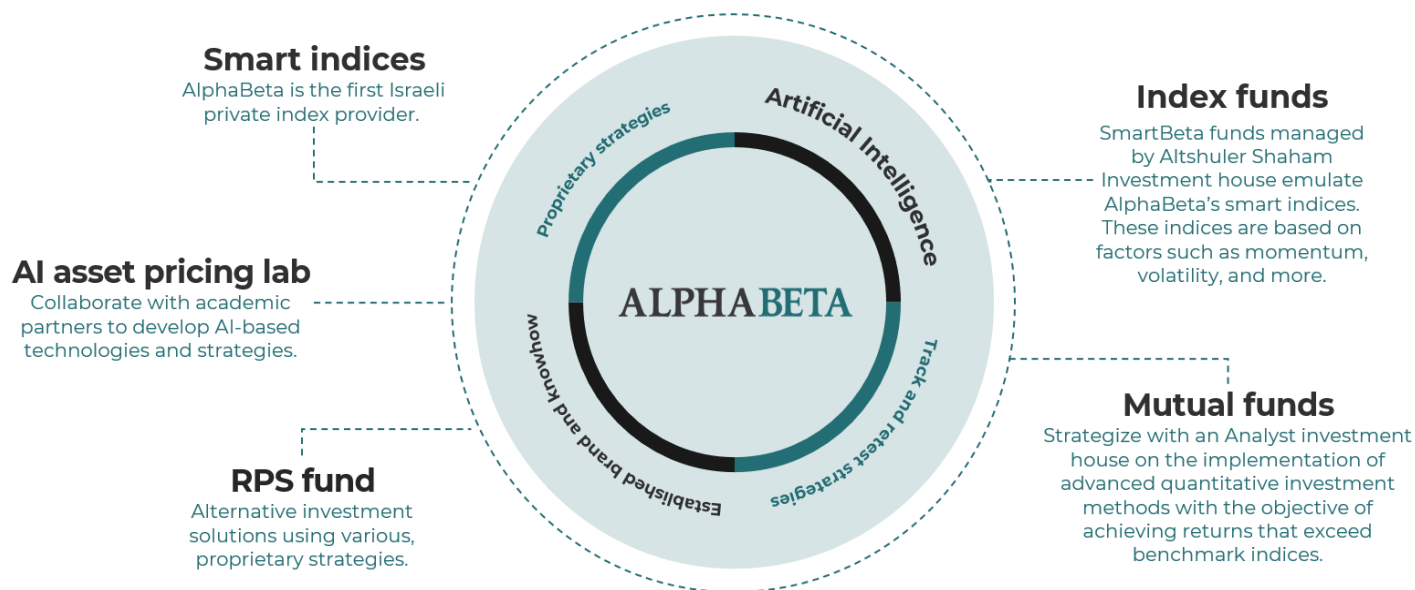 Smart indices
AlphaBeta is the first Israeli
private index provider.
AI asset pricing lab
Collaborate with academic
partners to develop AI-based
technologies and strategies.
RPS fund
Alternative investment
solutions using various,
proprietary strategies.
Proprietary strategies
Artificial Intelligence
ALPHABETA
Established brand and knowhow
Track and retest strategies
Index funds
SmartBeta funds managed
by Altshuler Shaham
Investment house emulate
AlphaBeta’s smart indices.
These indices are based on
factors such as momentum,
volatility, and more.
Mutual funds
Strategize with an Analyst investment
house on the implementation of
advanced quantitative investment
methods with the objective of
achieving returns that exceed
benchmark indices.